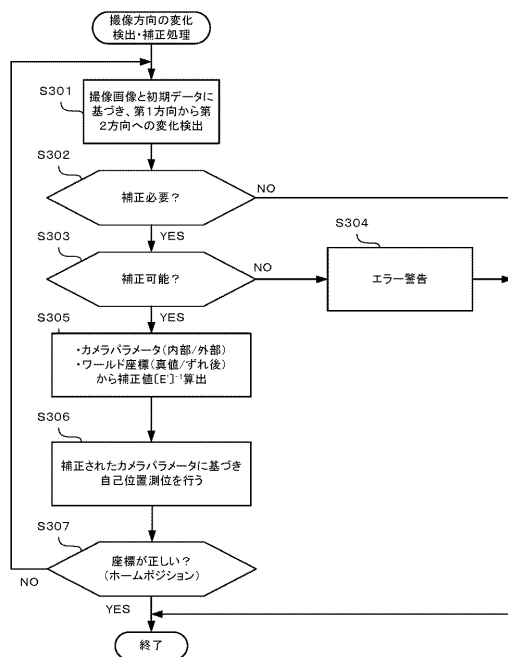 撮像方向の変化
検出・補正処理
S301
撮像画像と初期データに
基づき、第1方向から第
2方向への変化検出
S302
補正必要?
NO
YES
S303
補正可能?
NO
S304
エラー警告
YES
S305
・カメラパラメータ(内部/外部)
・ワールド座標(真値/ずれ後)
から補正値[E']⁻¹算出
S306
補正されたカメラパラメータに基づき
自己位置測位を行う
S307
座標が正しい?
(ホームポジション)
NO
YES
終了